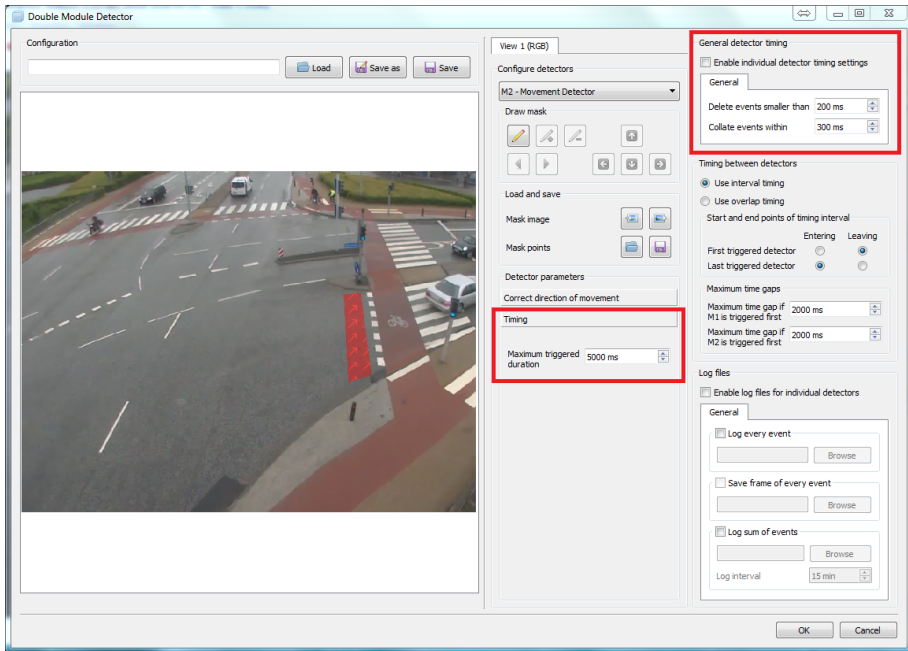 Double Module Detector
Configuration
Load
Save as
Save
View 1 (RGB)
Configure detectors
M2 - Movement Detector
Draw mask
Load and save
Mask image
Mask points
Detector parameters
Correct direction of movement
Timing
Maximum triggered
duration
5000 ms
General detector timing
Enable individual detector timing settings
General
Delete events smaller than 200 ms
Collate events within 300 ms
Timing between detectors
Use interval timing
Use overlap timing
Start and end points of timing interval
Entering Leaving
First triggered detector
Last triggered detector
Maximum time gaps
Maximum time gap if
M1 is triggered first
2000 ms
Maximum time gap if
M2 is triggered first
2000 ms
Log files
Enable log files for individual detectors
General
Log every event
Browse
Save frame of every event
Browse
Log sum of events
Browse
Log interval 15 min
OK Cancel